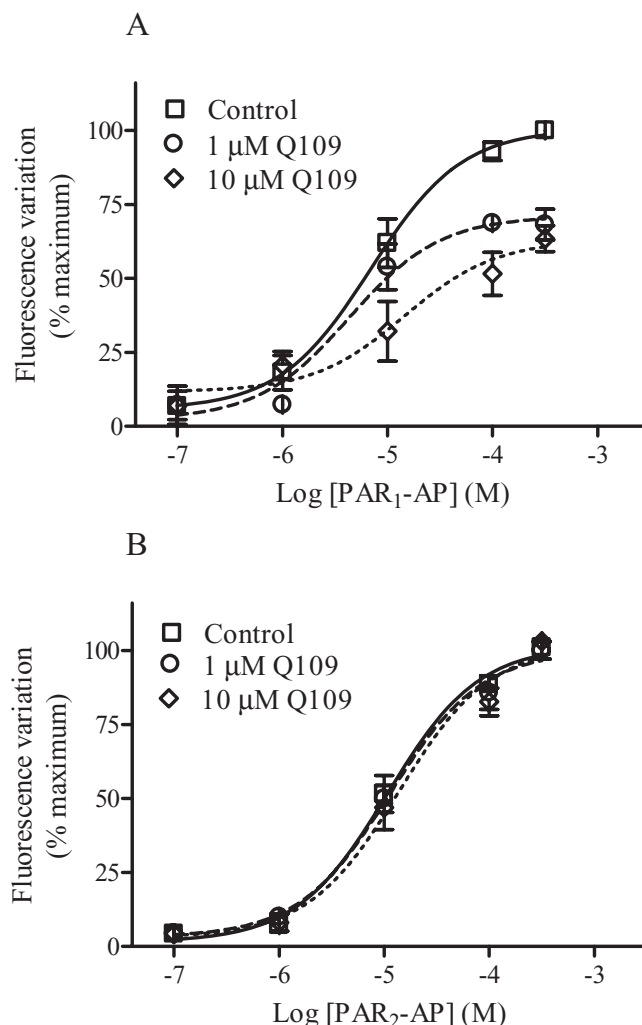 A
Fluorescence variation
(% maximum)
100
75
50
25
0
Control
1 μM Q109
10 μM Q109
-7 -6 -5 -4 -3
Log [PAR₁-AP] (M)
B
Fluorescence variation
(% maximum)
100
75
50
25
0
Control
1 μM Q109
10 μM Q109
-7 -6 -5 -4 -3
Log [PAR₂-AP] (M)